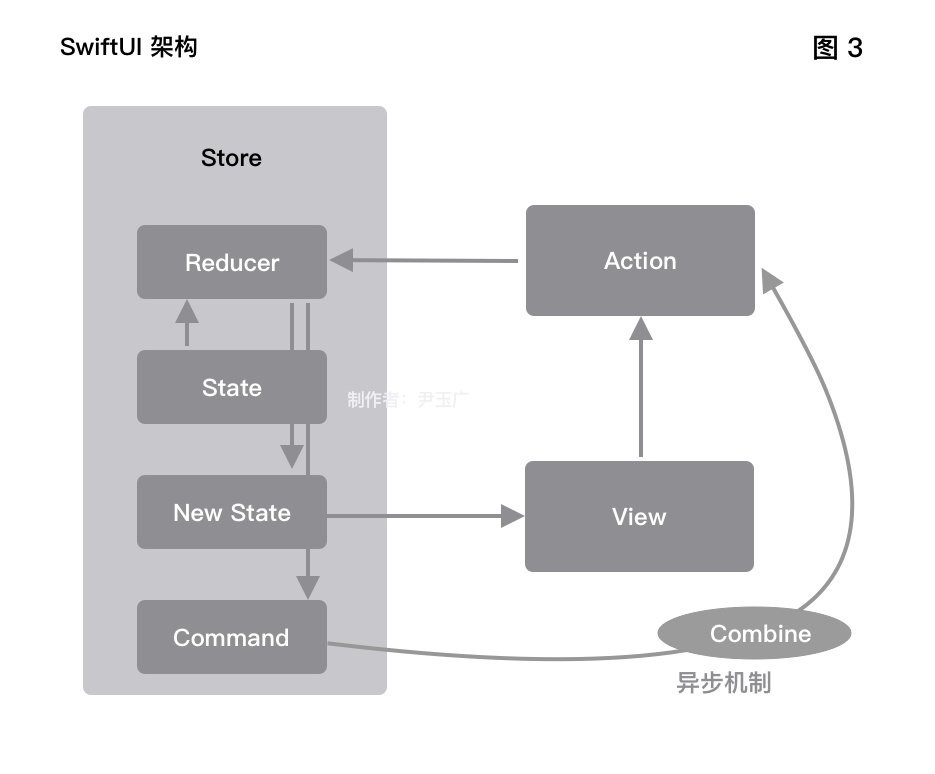 SwiftUI 架构
图 3
Store
Reducer
Action
State
制作者：尹玉广
New State
View
Command
Combine
异步机制